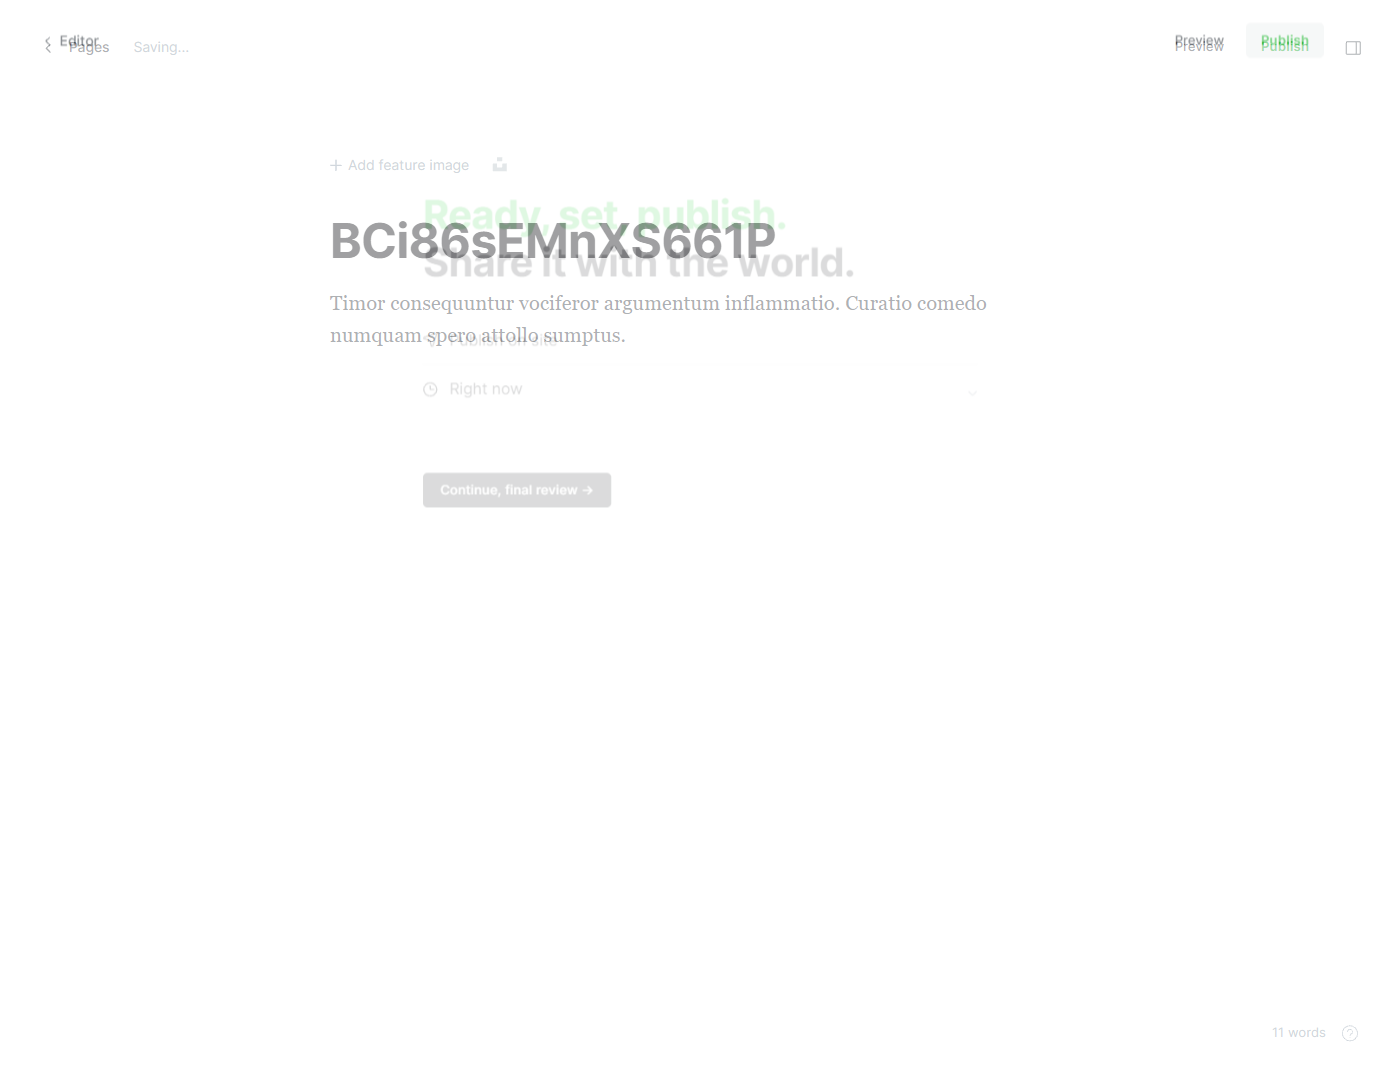 Editor
Pages
Saving...
Preview
Publish
Preview
Publish
Add feature image
Ready, set, publish.
BCi86sEMnXS661P
Share it with the world.
Timor consequuntur vociferor argumentum inflammatio. Curatio comedo
numquam spero attollo sumptus.
Publish on site
Right now
Continue, final review →
11 words